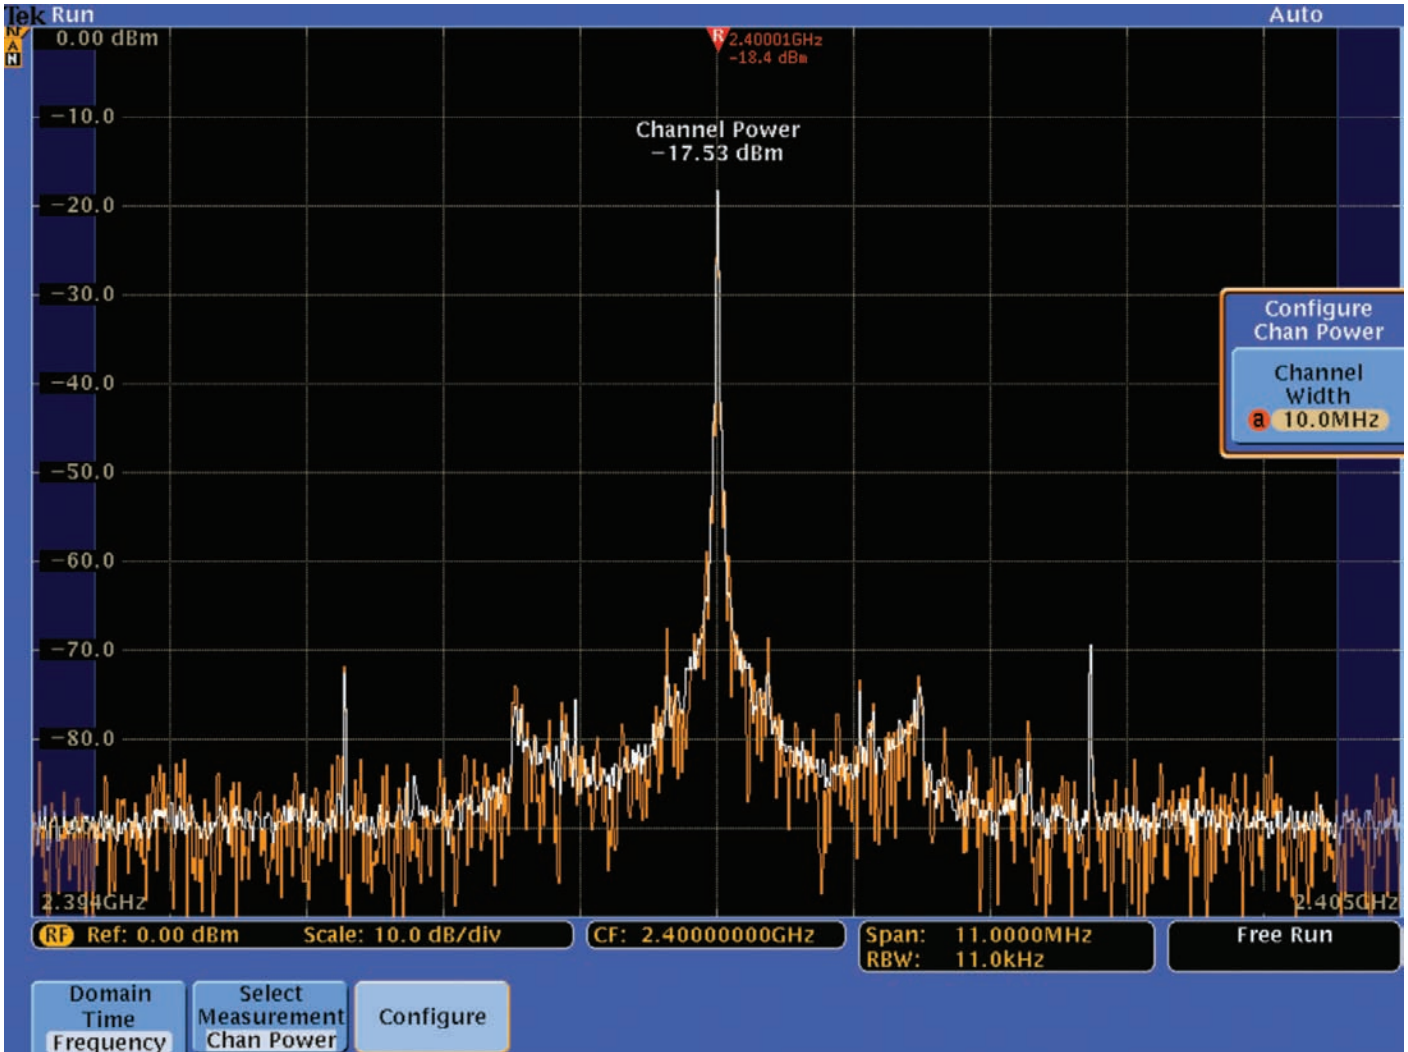 Tek Run
Auto
A
0.00 dBm
R
2.40001GHz
-18.4 dBm
-10.0
Channel Power
-17.53 dBm
-20.0
-30.0
Configure
Chan Power
-40.0
Channel
Width
a 10.0MHz
-50.0
-60.0
-70.0
-80.0
2.394GHz
2.405GHz
RF Ref: 0.00 dBm Scale: 10.0 dB/div
CF: 2.40000000GHz
Span: 11.0000MHz
RBW: 11.0kHz
Free Run
Domain
Time
Frequency
Select
Measurement
Chan Power
Configure